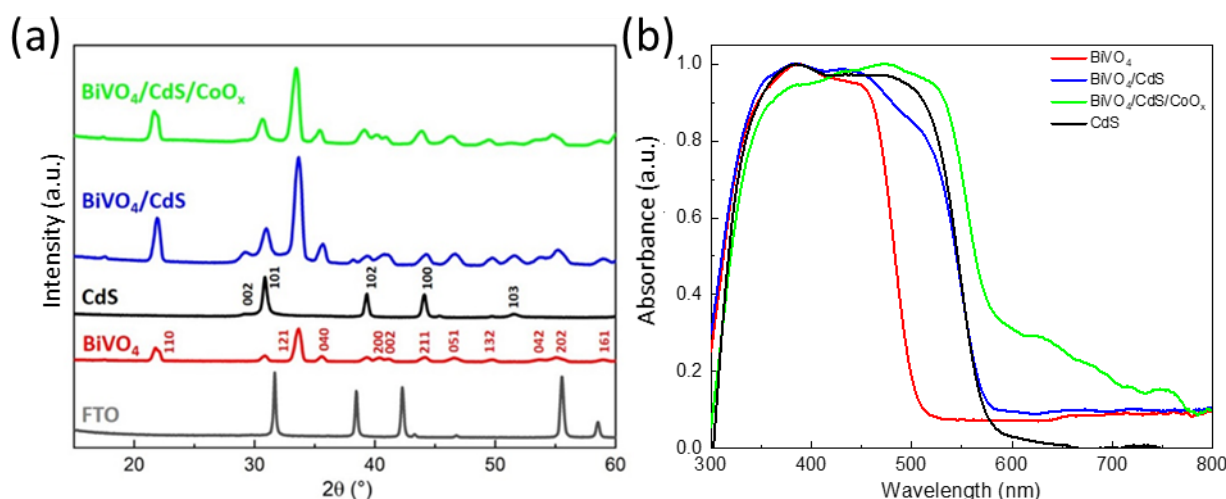 (a)
Intensity (a.u.)
BiVO₄/CdS/CoOₓ
BiVO₄/CdS
CdS
002
101
102
100
103
BiVO₄
110
121
040
200
002
211
051
132
042
202
161
FTO
20 30 40 50 60
2θ (°)
(b)
Absorbance (a.u.)
1.0
0.8
0.6
0.4
0.2
0.0
BiVO₄
BiVO₄/CdS
BiVO₄/CdS/CoOₓ
CdS
300 400 500 600 700 800
Wavelength (nm)